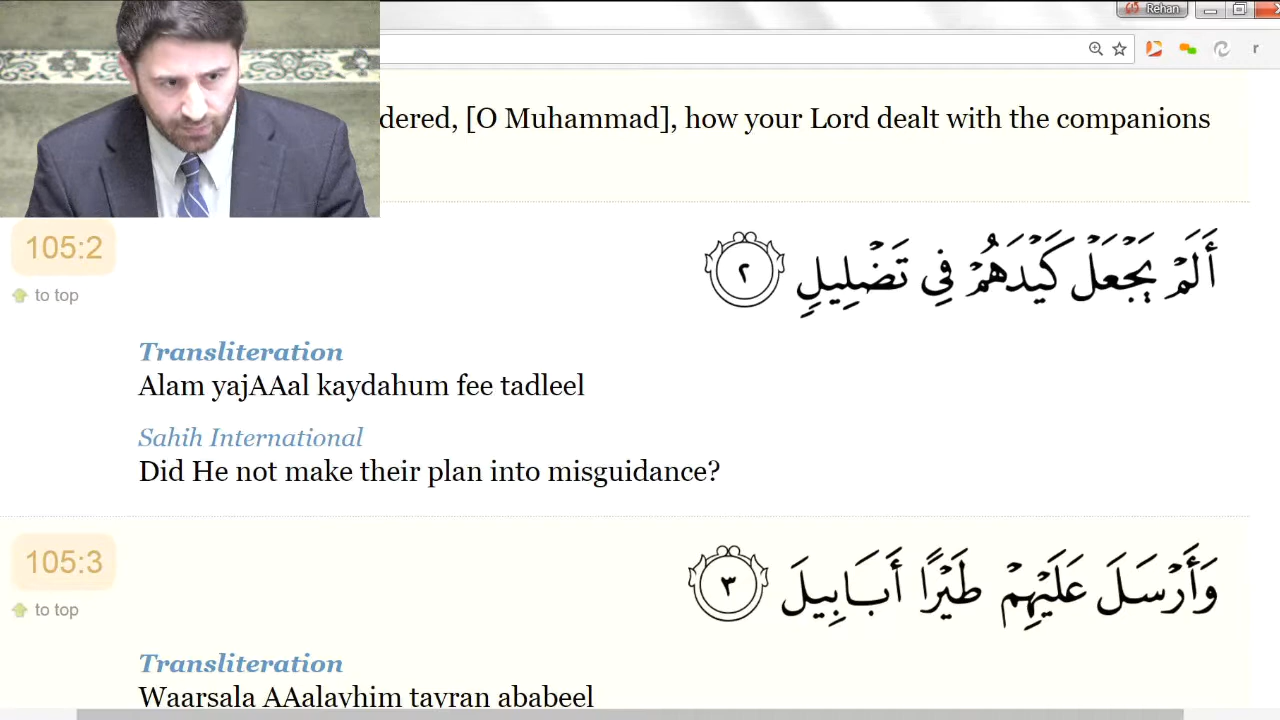 Rehan
r
dered, [O Muhammad], how your Lord dealt with the companions
105:2
to top
أَلَمْ يَجْعَلْ كَيْدَهُمْ فِي تَضْلِيلٍ ٢
Transliteration
Alam yajAAal kaydahum fee tadleel
Sahih International
Did He not make their plan into misguidance?
105:3
to top
وَأَرْسَلَ عَلَيْهِمْ طَيْرًا أَبَابِيلَ ٣
Transliteration
Waarsala AAalayhim tayran ababeel